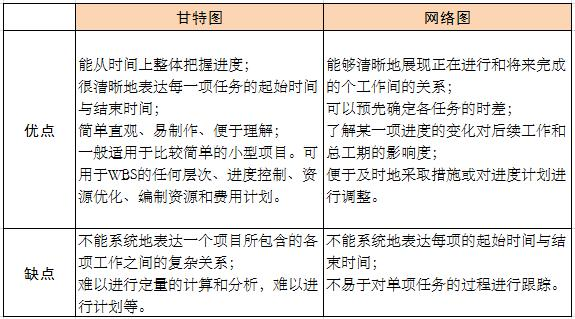 甘特图
网络图
优点
能从时间上整体把握进度；
很清晰地表达每一项任务的起始时间
与结束时间；
简单直观、易制作、便于理解；
一般适用于比较简单的小型项目。可
用于WBS的任何层次、进度控制、资
源优化、编制资源和费用计划。
能够清晰地展现正在进行和将来完成
的个工作间的关系；
可以预先确定各任务的时差；
了解某一项进度的变化对后续工作和
总工期的影响度；
便于及时地采取措施或对进度计划进
行调整。
缺点
不能系统地表达一个项目所包含的各
项工作之间的复杂关系；
难以进行定量的计算和分析，难以进
行计划等。
不能系统地表达每项的起始时间与结
束时间；
不易于对单项任务的过程进行跟踪。